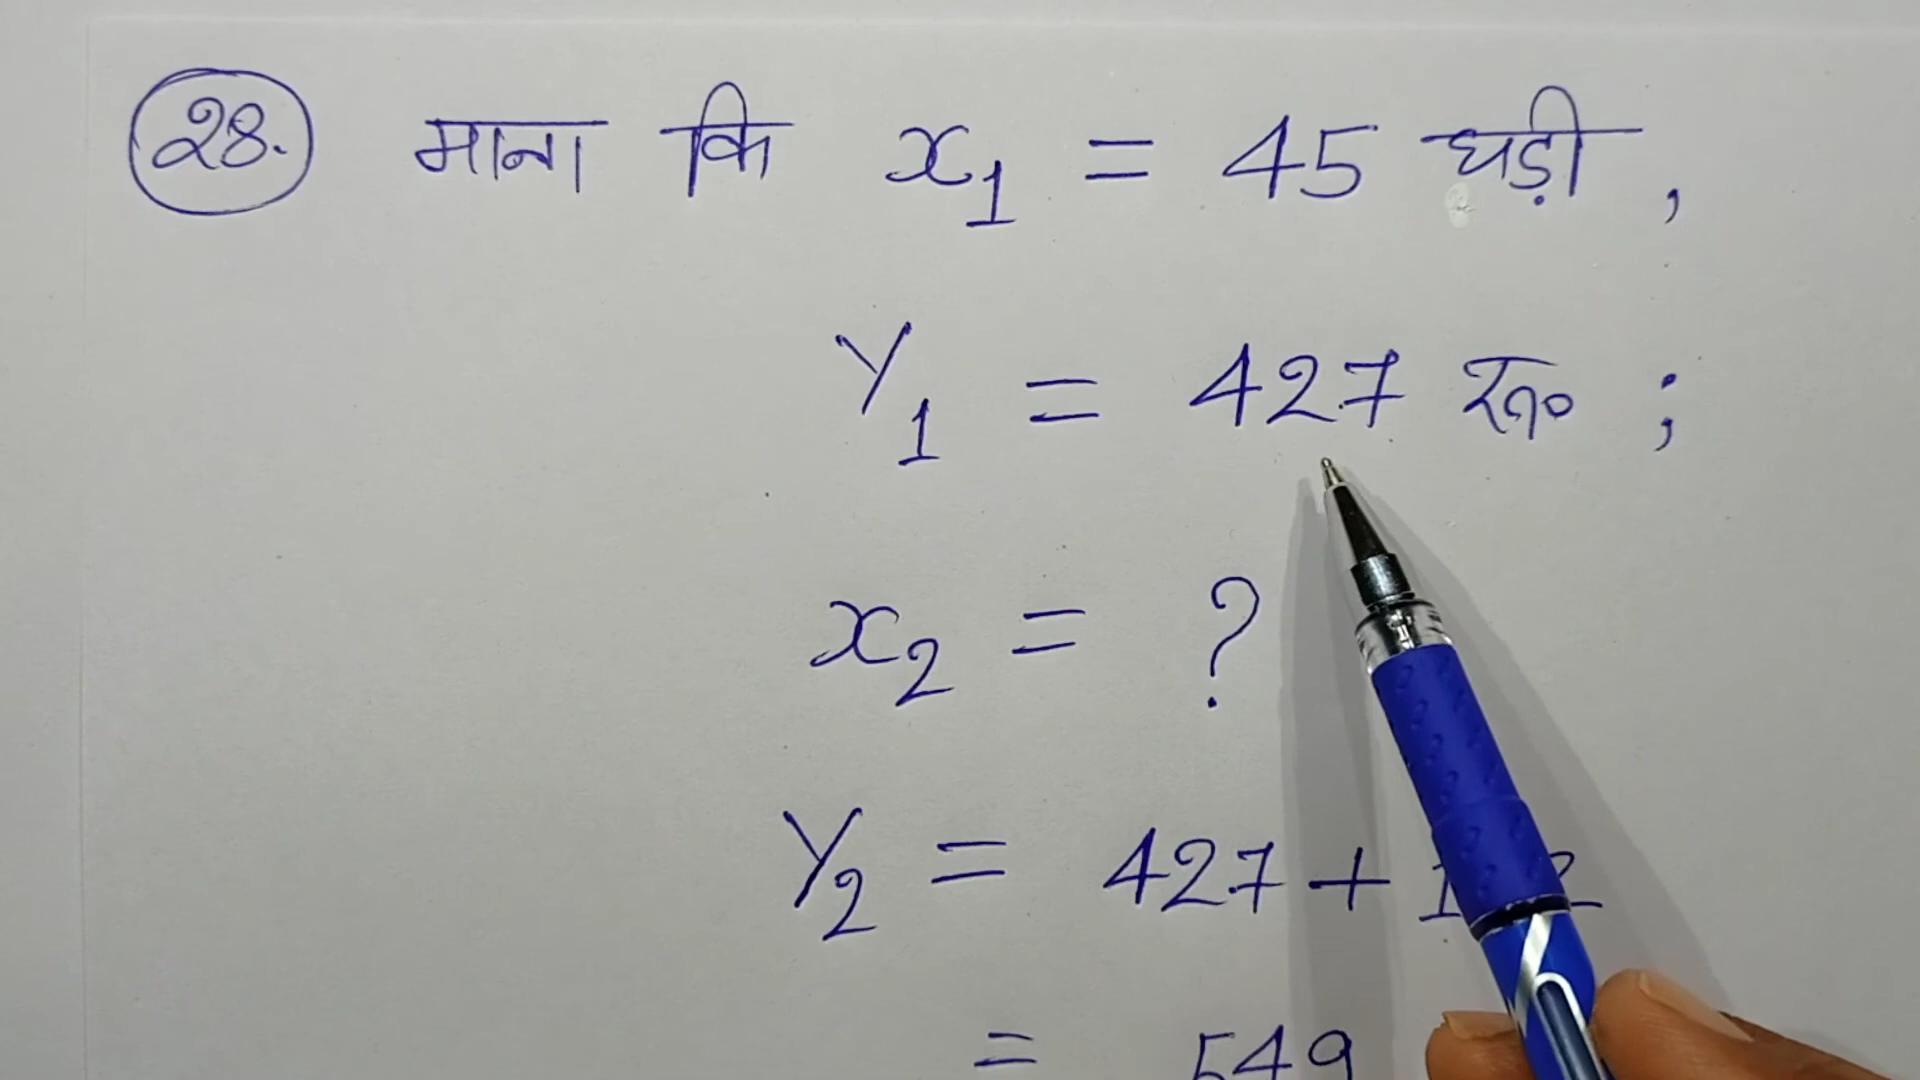 28. माना कि x₁ = 45 घड़ी ,
Y₁ = 427 रू० ;
x₂ = ?
Y₂ = 427 +
= 549